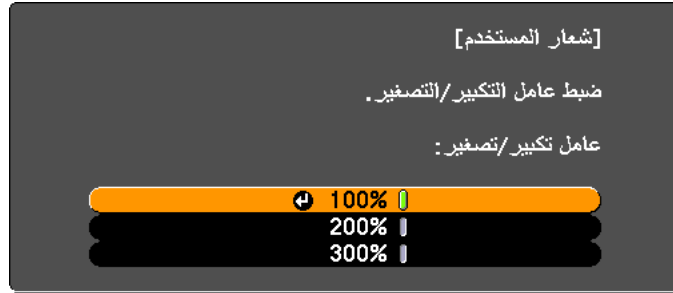 [شعار المستخدم]
ضبط عامل التكبير/التصغير.
عامل تكبير/تصغير:
100%
200%
300%